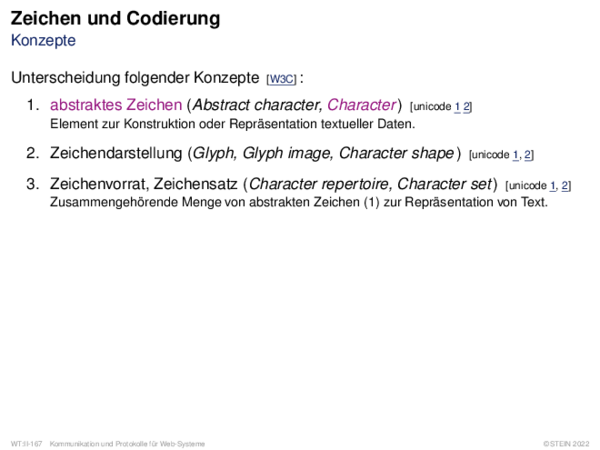 Zeichen und Codierung
Konzepte
Unterscheidung folgender Konzepte [W3C] :
1. abstraktes Zeichen (Abstract character, Character) [unicode 1 2]
Element zur Konstruktion oder Repräsentation textueller Daten.
2. Zeichendarstellung (Glyph, Glyph image, Character shape) [unicode 1, 2]
3. Zeichenvorrat, Zeichensatz (Character repertoire, Character set) [unicode 1, 2]
Zusammengehörende Menge von abstrakten Zeichen (1) zur Repräsentation von Text.
WT:II-167 Kommunikation und Protokolle für Web-Systeme ©STEIN 2022